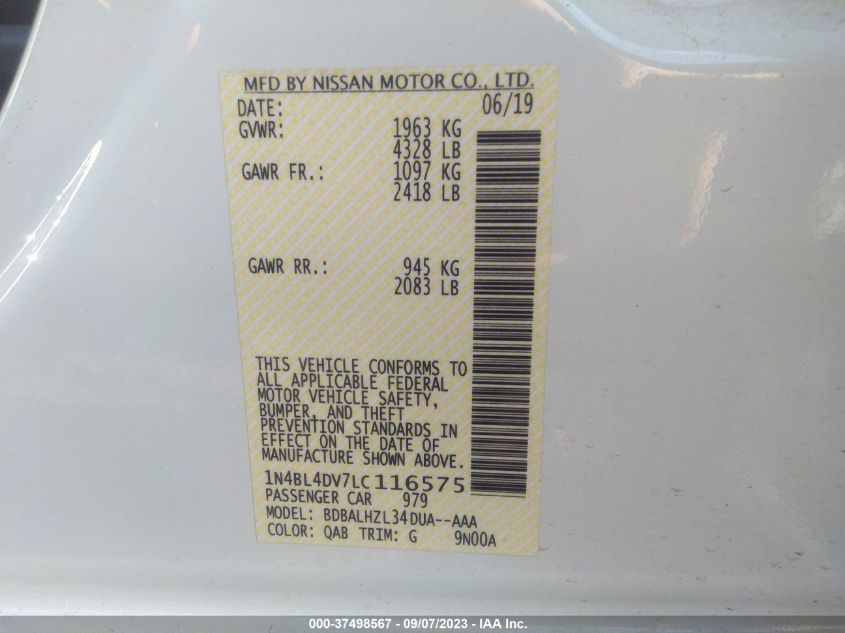 MFD BY NISSAN MOTOR CO., LTD.
DATE: 06/19
GVWR: 1963 KG
4328 LB
GAWR FR.: 1097 KG
2418 LB
GAWR RR.: 945 KG
2083 LB
THIS VEHICLE CONFORMS TO
ALL APPLICABLE FEDERAL
MOTOR VEHICLE SAFETY,
BUMPER, AND THEFT
PREVENTION STANDARDS IN
EFFECT ON THE DATE OF
MANUFACTURE SHOWN ABOVE.
1N4BL4DV7LC116575
PASSENGER CAR 979
MODEL: BDBALHZL34DUA--AAA
COLOR: QAB TRIM: G 9N00A
000-37498567 - 09/07/2023 - IAA Inc.